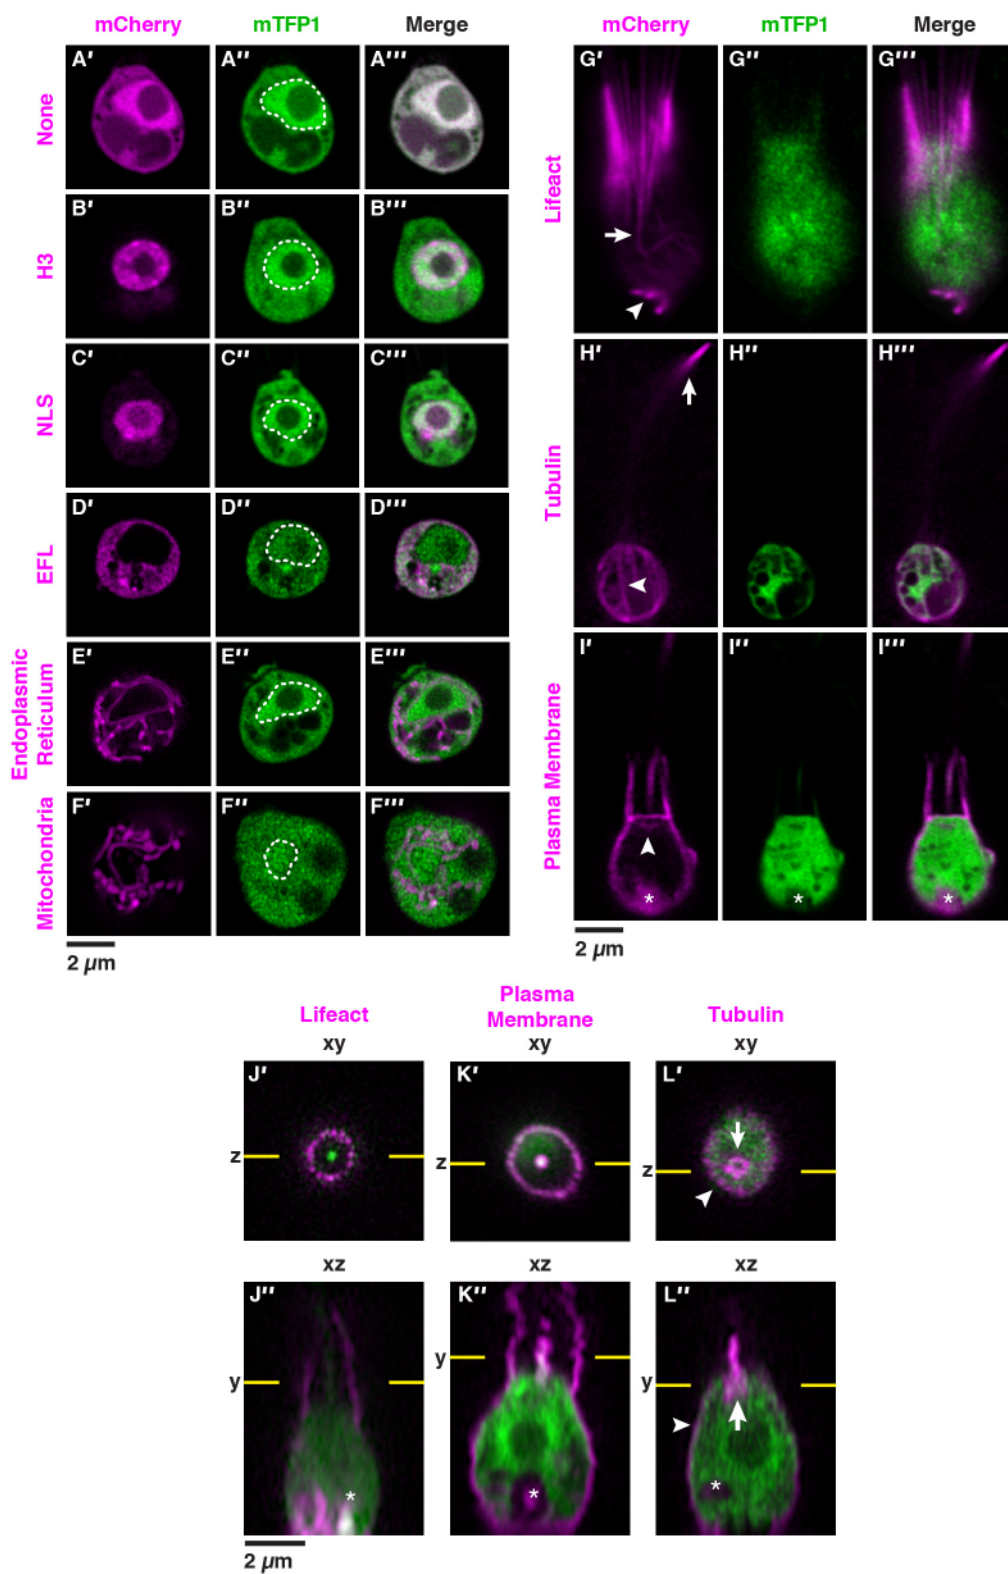 mCherry mTFP1 Merge
None
A′ A″ A‴
H3
B′ B″ B‴
NLS
C′ C″ C‴
EFL
D′ D″ D‴
Endoplasmic
Reticulum
E′ E″ E‴
Mitochondria
F′ F″ F‴
2 µm
mCherry mTFP1 Merge
Lifeact
G′ G″ G‴
Tubulin
H′ H″ H‴
Plasma Membrane
I′ I″ I‴
* * *
2 µm
Lifeact
Plasma
Membrane
Tubulin
xy xy xy
J′ K′ L′
z z z
xz xz xz
J″ K″ L″
y y y
* * *
2 µm